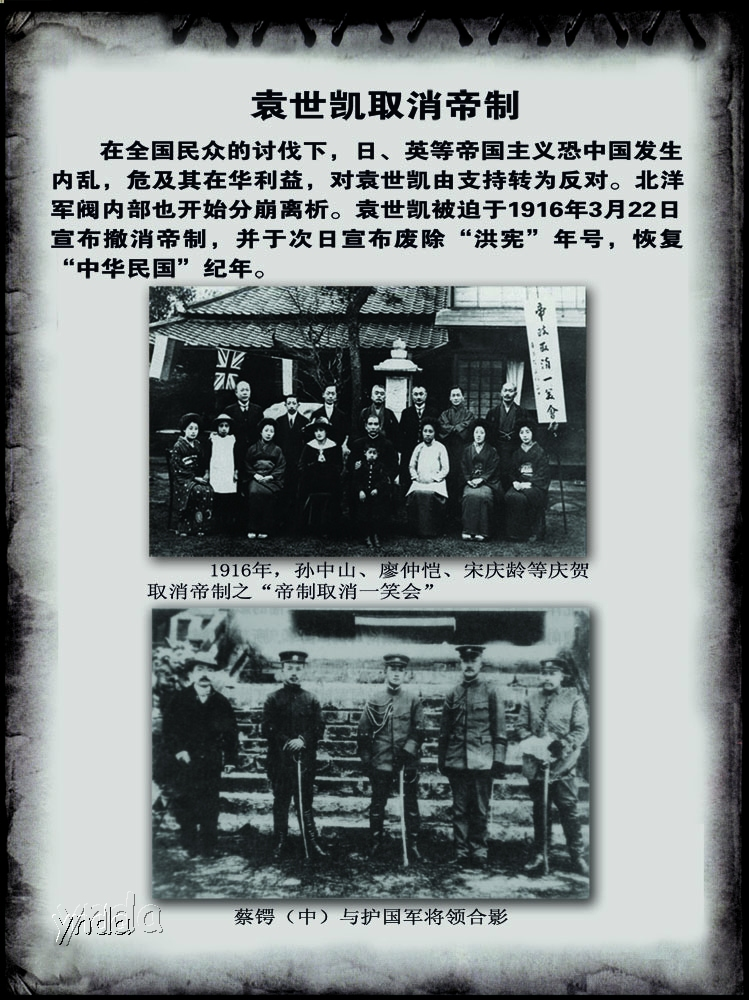 袁世凯取消帝制
在全国民众的讨伐下，日、英等帝国主义恐中国发生
内乱，危及其在华利益，对袁世凯由支持转为反对。北洋
军阀内部也开始分崩离析。袁世凯被迫于1916年3月22日
宣布撤消帝制，并于次日宣布废除“洪宪”年号，恢复
“中华民国”纪年。
帝政取消一笑會
1916年，孙中山、廖仲恺、宋庆龄等庆贺
取消帝制之“帝制取消一笑会”
蔡锷（中）与护国军将领合影
ynda